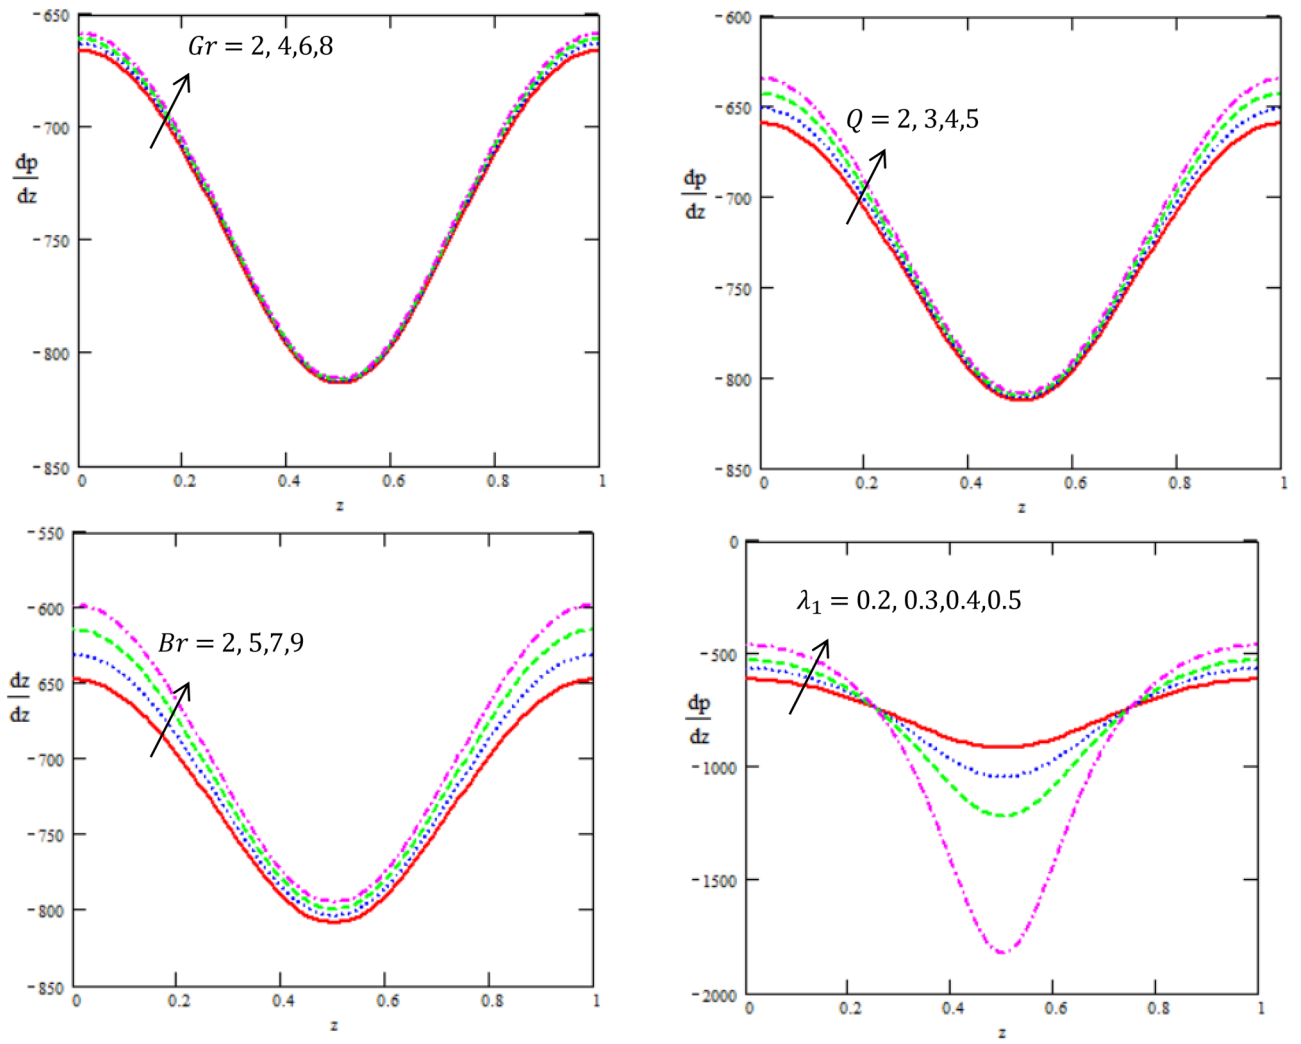 -650
Gr = 2, 4,6,8
-700
dp
dz
-750
-800
-850
0 0.2 0.4 0.6 0.8 1
z
-600
-650
Q = 2, 3,4,5
dp
dz
-700
-750
-800
-850
0 0.2 0.4 0.6 0.8 1
z
-550
-600
Br = 2, 5,7,9
dz
dz
-650
-700
-750
-800
-850
0 0.2 0.4 0.6 0.8 1
z
0
λ₁ = 0.2, 0.3,0.4,0.5
-500
dp
dz
-1000
-1500
-2000
0 0.2 0.4 0.6 0.8 1
z